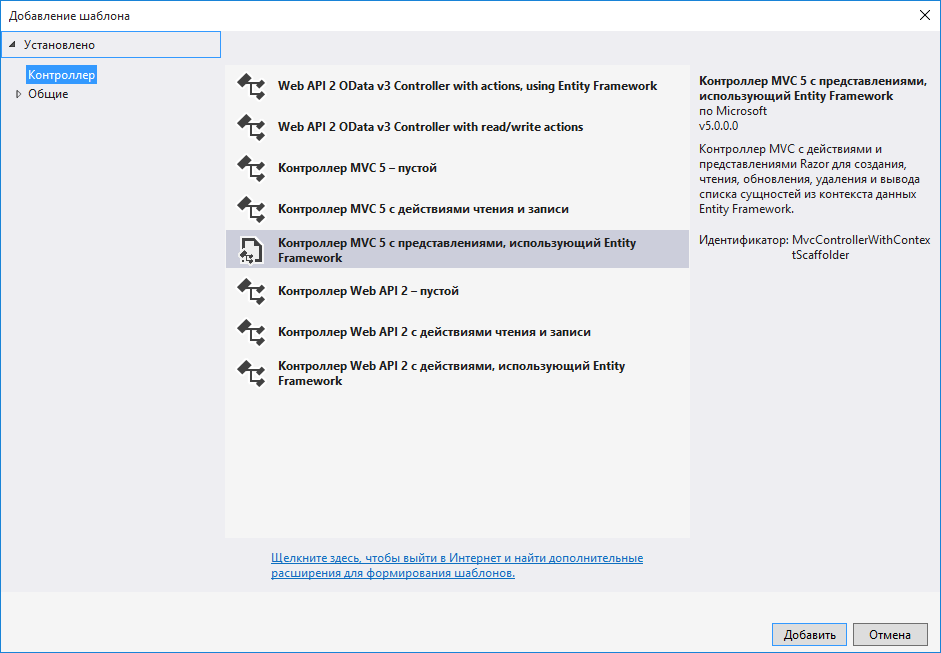 Добавление шаблона
Установлено
Контроллер
Общие
Web API 2 OData v3 Controller with actions, using Entity Framework
Web API 2 OData v3 Controller with read/write actions
Контроллер MVC 5 – пустой
Контроллер MVC 5 с действиями чтения и записи
Контроллер MVC 5 с представлениями, использующий Entity
Framework
Контроллер Web API 2 – пустой
Контроллер Web API 2 с действиями чтения и записи
Контроллер Web API 2 с действиями, использующий Entity
Framework
Контроллер MVC 5 с представлениями,
использующий Entity Framework
по Microsoft
v5.0.0.0
Контроллер MVC с действиями и
представлениями Razor для создания,
чтения, обновления, удаления и вывода
списка сущностей из контекста данных
Entity Framework.
Идентификатор: MvcControllerWithContex
tScaffolder
Щелкните здесь, чтобы выйти в Интернет и найти дополнительные
расширения для формирования шаблонов.
Добавить
Отмена